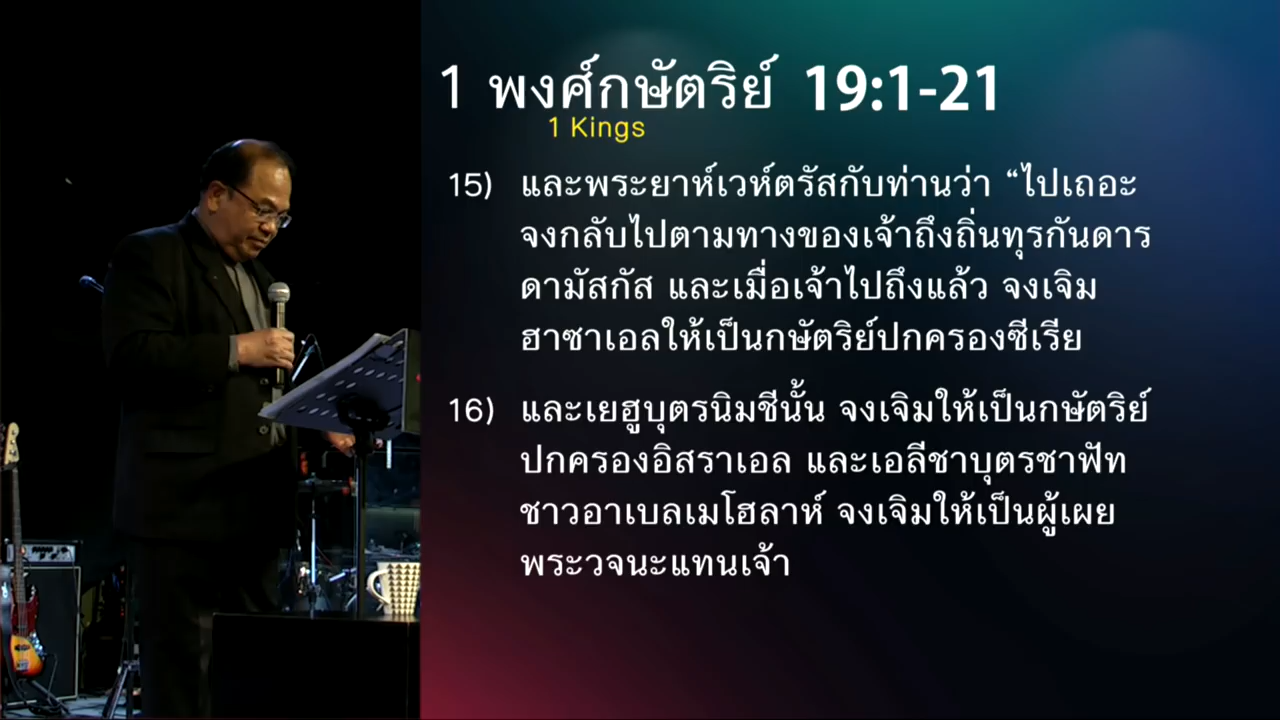 1 พงศ์กษัตริย์ 19:1-21
1 Kings
15) และพระยาห์เวห์ตรัสกับท่านว่า “ไปเถอะ
จงกลับไปตามทางของเจ้าถึงถิ่นทุรกันดาร
ดามัสกัส และเมื่อเจ้าไปถึงแล้ว จงเจิม
ฮาซาเอลให้เป็นกษัตริย์ปกครองซีเรีย
16) และเยฮูบุตรนิมชีนั้น จงเจิมให้เป็นกษัตริย์
ปกครองอิสราเอล และเอลีชาบุตรชาฟัท
ชาวอาเบลเมโฮลาห์ จงเจิมให้เป็นผู้เผย
พระวจนะแทนเจ้า